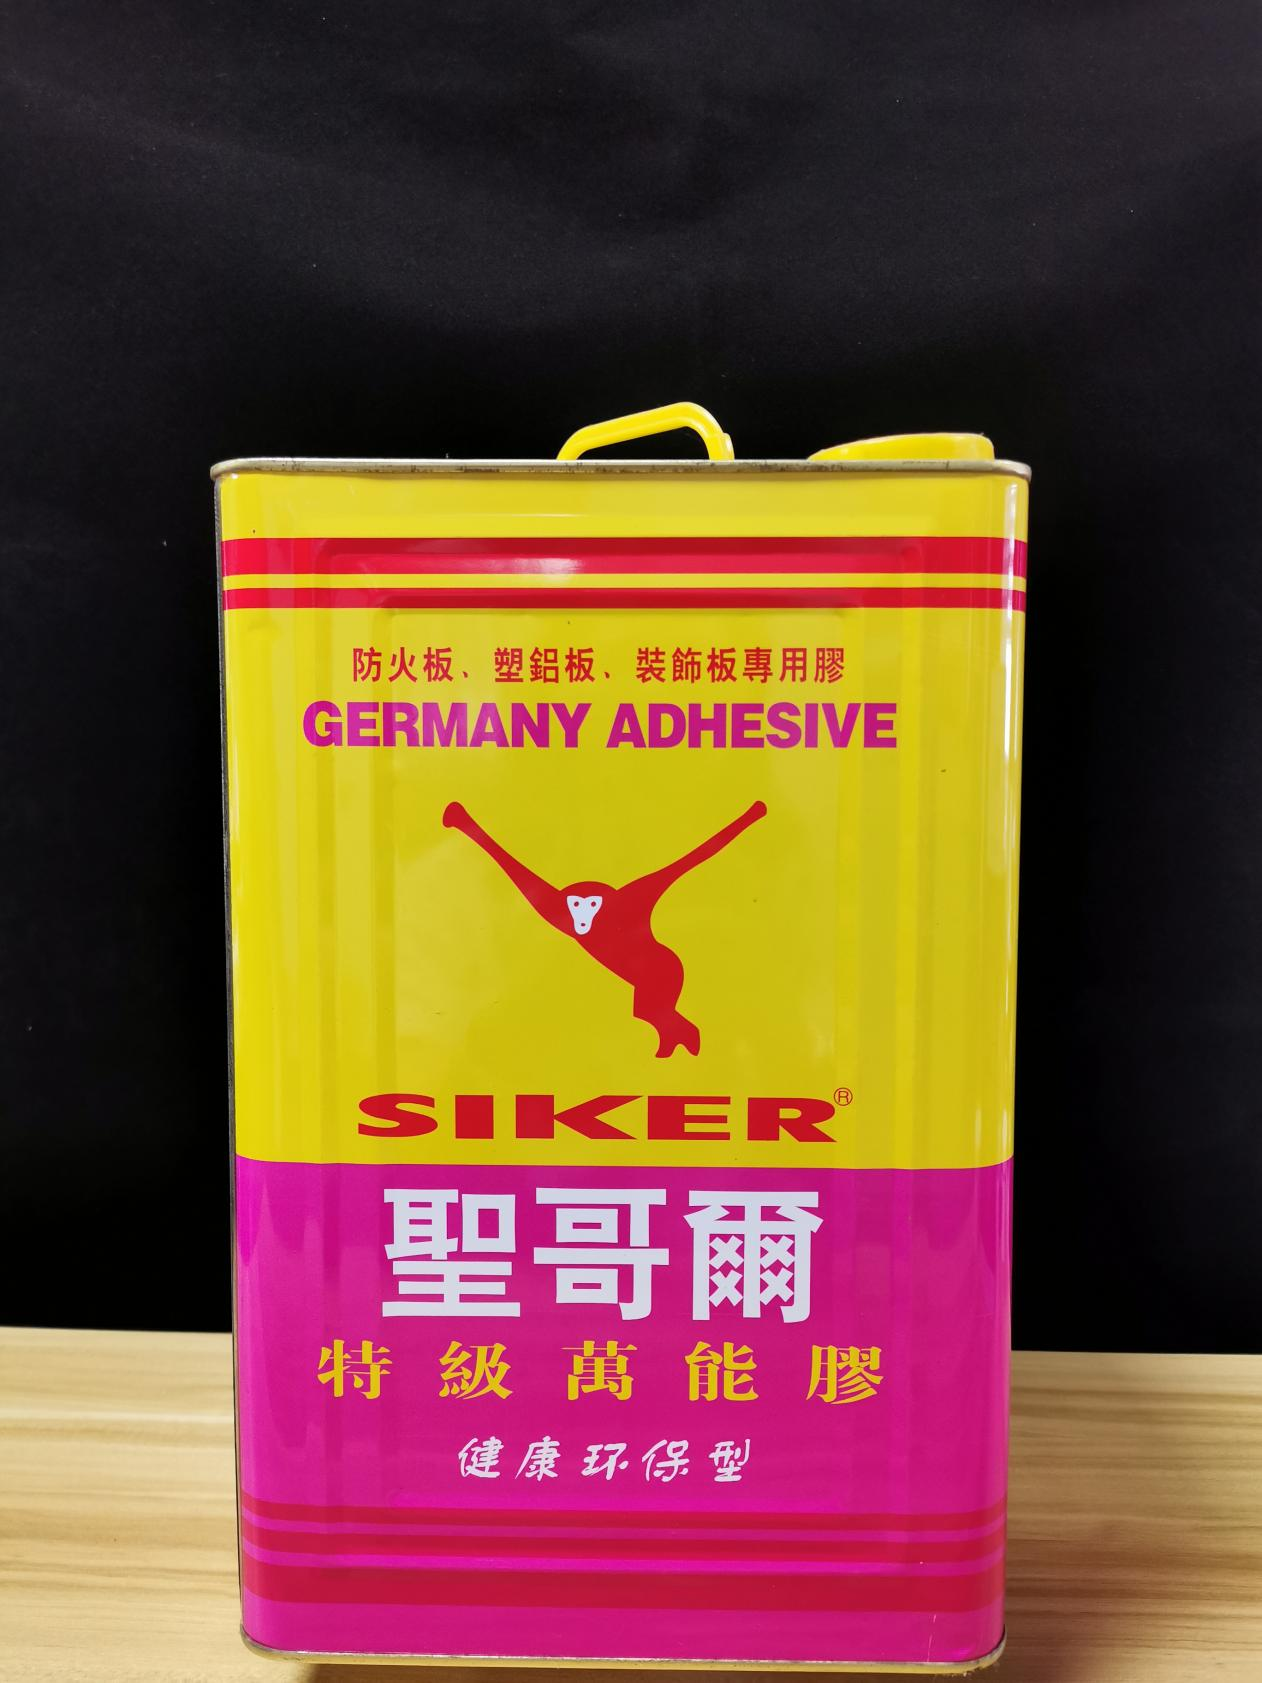 防火板、塑鋁板、裝飾板專用膠
GERMANY ADHESIVE
SIKER®
聖哥爾
特級萬能膠
健康环保型